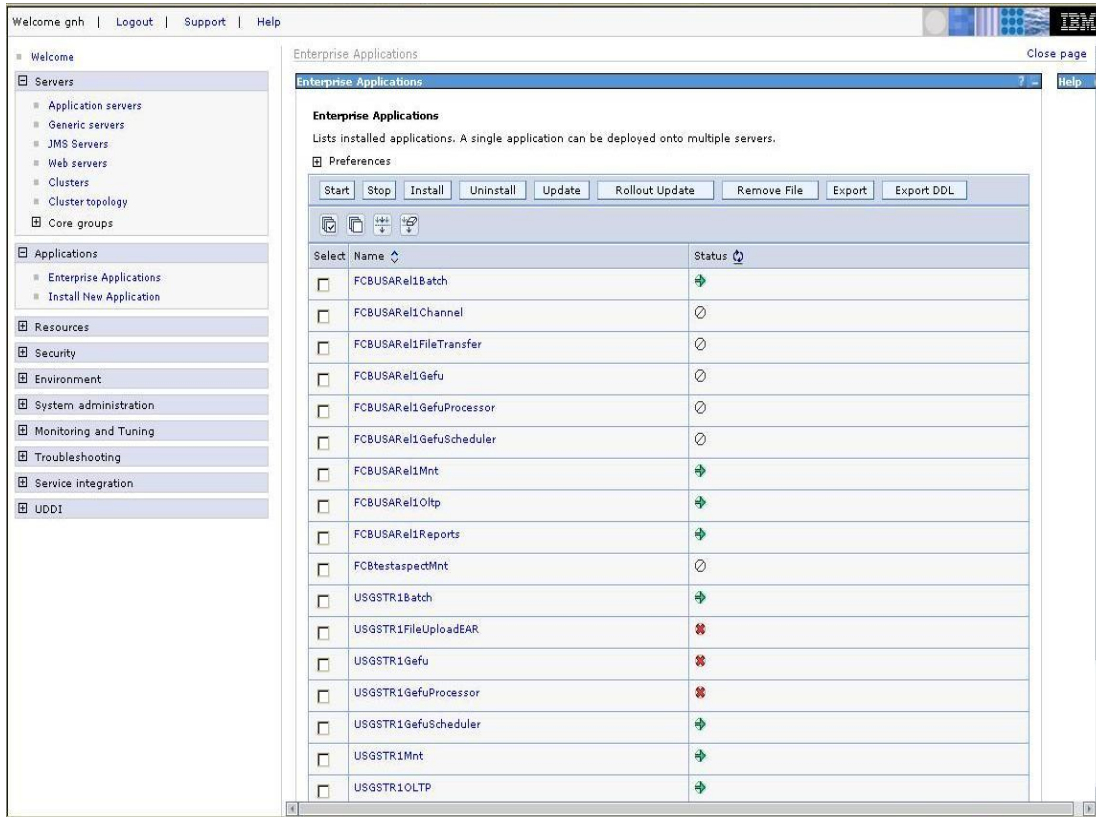 Welcome gnh | Logout | Support | Help
IBM
Welcome
Servers
Application servers
Generic servers
JMS Servers
Web servers
Clusters
Cluster topology
Core groups
Applications
Enterprise Applications
Install New Application
Resources
Security
Environment
System administration
Monitoring and Tuning
Troubleshooting
Service integration
UDDI
Enterprise Applications
Close page
Enterprise Applications ? -
Help
Enterprise Applications
Lists installed applications. A single application can be deployed onto multiple servers.
Preferences
Start Stop Install Uninstall Update Rollout Update Remove File Export Export DDL
Select Name Status
FCBUSARel1Batch
FCBUSARel1Channel
FCBUSARel1FileTransfer
FCBUSARel1Gefu
FCBUSARel1GefuProcessor
FCBUSARel1GefuScheduler
FCBUSARel1Mnt
FCBUSARel1Oltp
FCBUSARel1Reports
FCBtestaspectMnt
USGSTR1Batch
USGSTR1FileUploadEAR
USGSTR1Gefu
USGSTR1GefuProcessor
USGSTR1GefuScheduler
USGSTR1Mnt
USGSTR1OLTP